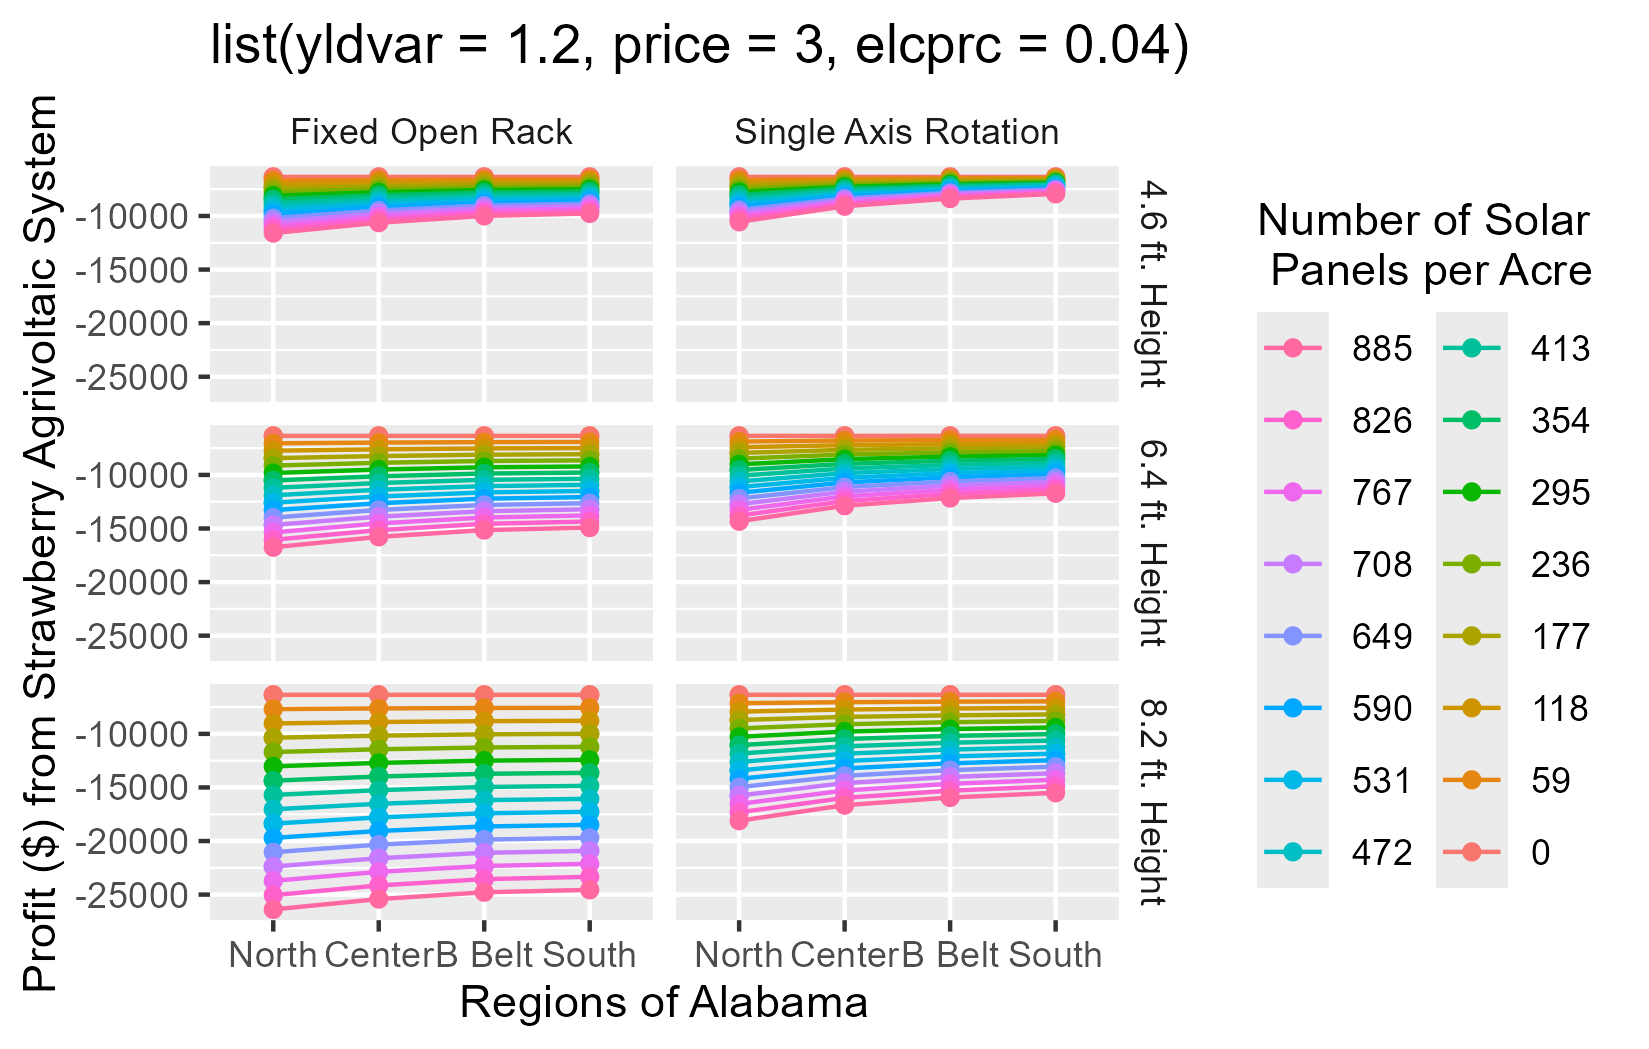 list(yldvar = 1.2, price = 3, elcprc = 0.04)
Profit ($) from Strawberry Agrivoltaic System
Fixed Open Rack
Single Axis Rotation
-10000
-15000
-20000
-25000
4.6 ft. Height
-10000
-15000
-20000
-25000
6.4 ft. Height
-10000
-15000
-20000
-25000
8.2 ft. Height
North Center B Belt South
North Center B Belt South
Regions of Alabama
Number of Solar
Panels per Acre
885
826
767
708
649
590
531
472
413
354
295
236
177
118
59
0